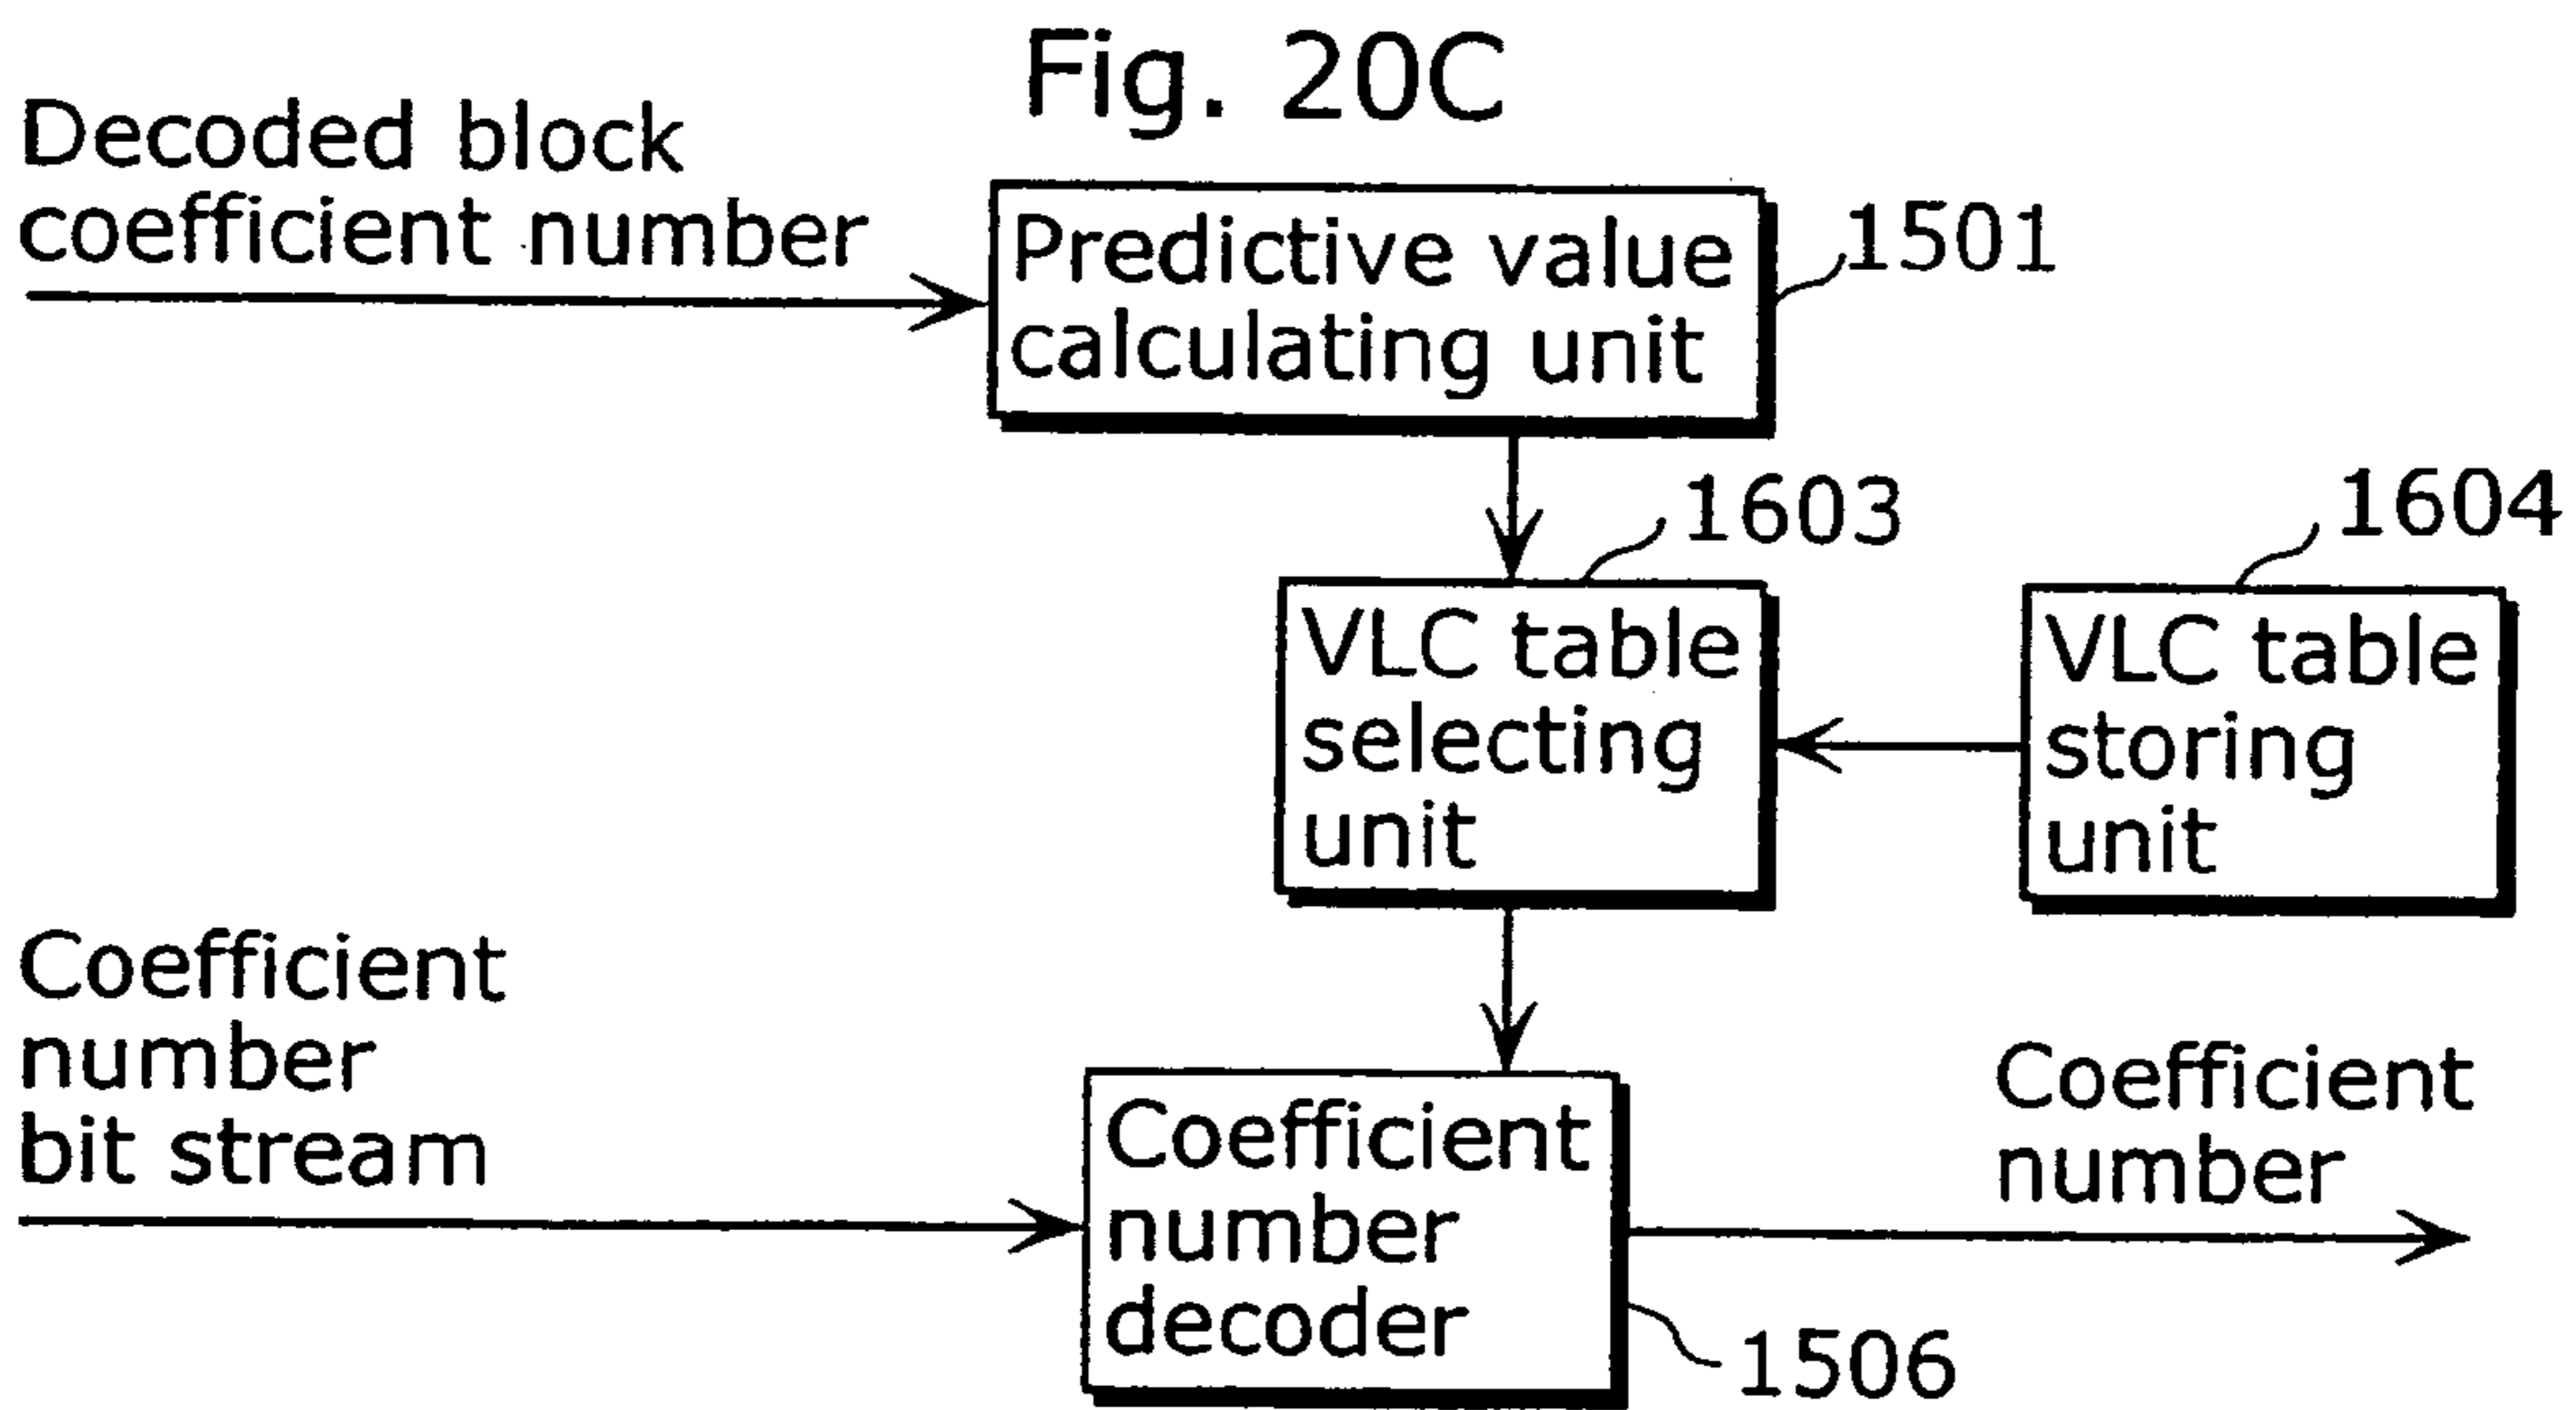 Fig. 20C
Decoded block
coefficient number
Predictive value
calculating unit
1501
1603
1604
VLC table
selecting
unit
VLC table
storing
unit
Coefficient
number
bit stream
Coefficient
number
decoder
Coefficient
number
1506